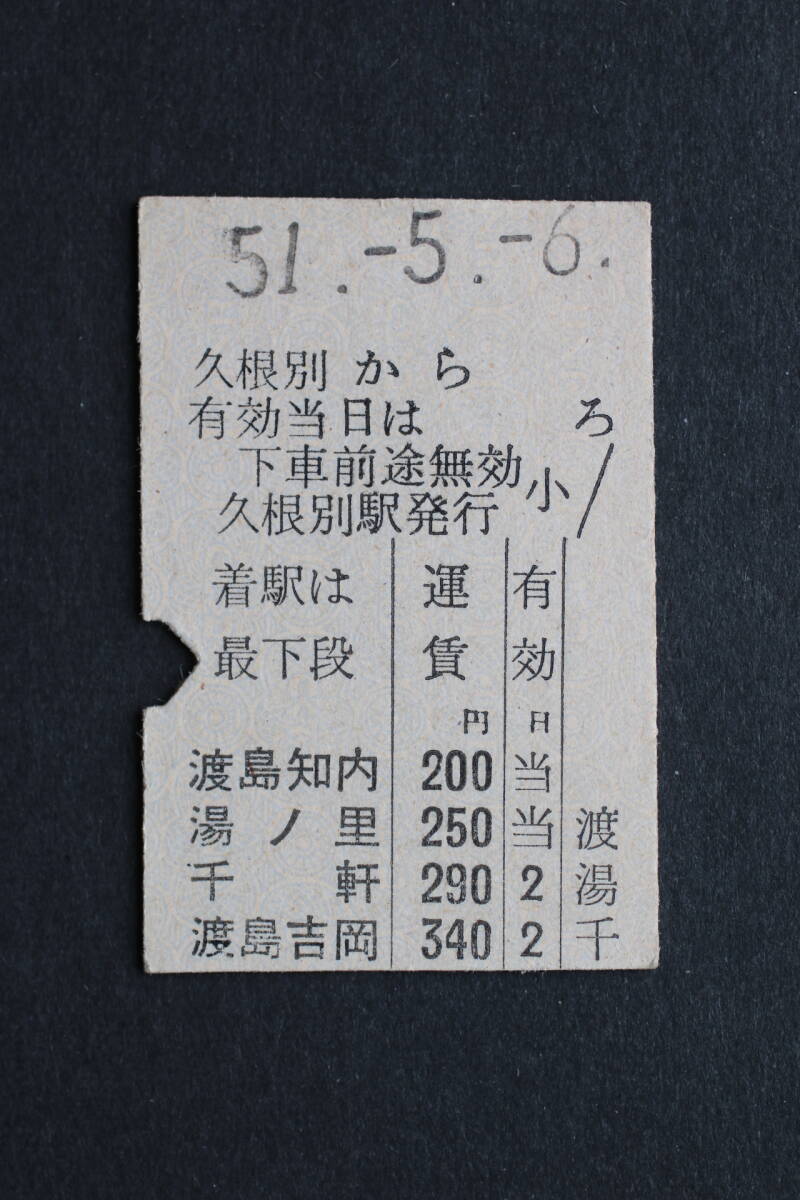 51.-5.-6.
久根別から
有効当日は ろ
下車前途無効 小
久根別駅発行
着駅は 運 有
最下段 賃 効
円 日
渡島知内 200 当
湯ノ里 250 当 渡
千軒 290 2 湯
渡島吉岡 340 2 千